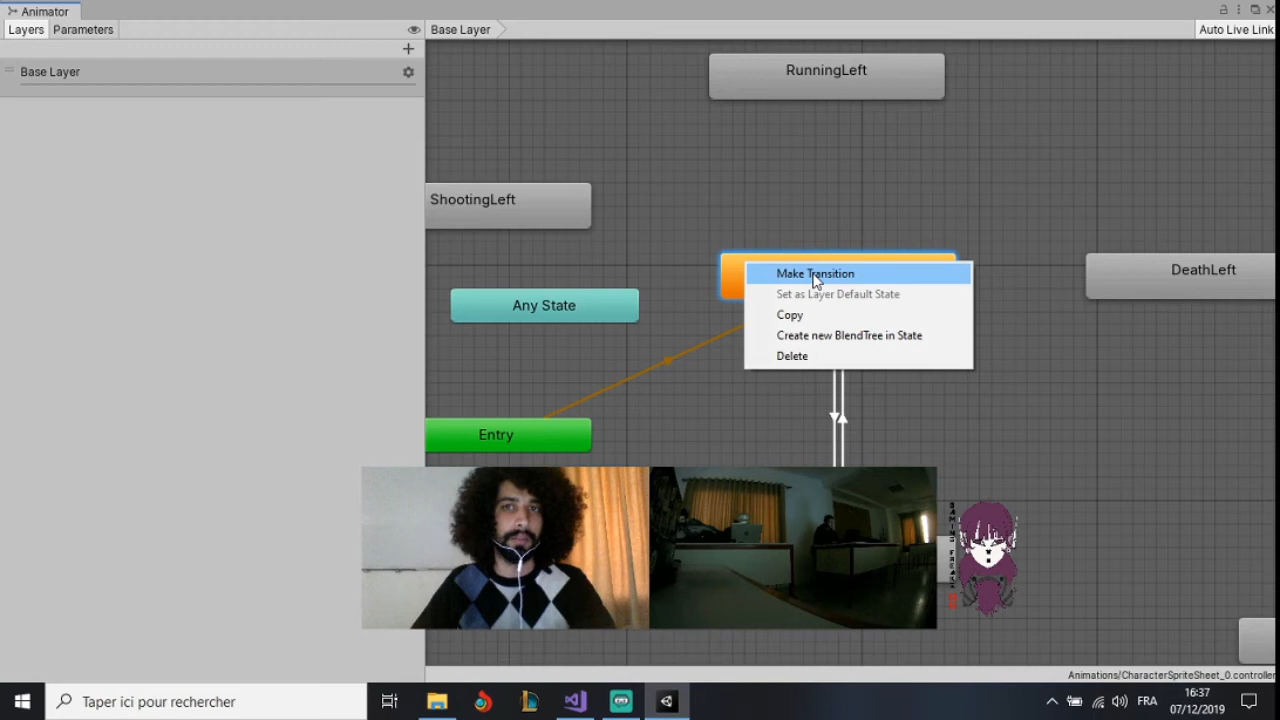 Animator
Layers Parameters
Base Layer
Auto Live Link
Base Layer
RunningLeft
ShootingLeft
Make Transition
Set as Layer Default State
Copy
Create new BlendTree in State
Delete
DeathLeft
Any State
Entry
Animations/CharacterSpriteSheet_0.controller
Taper ici pour rechercher
FRA
16:37
07/12/2019